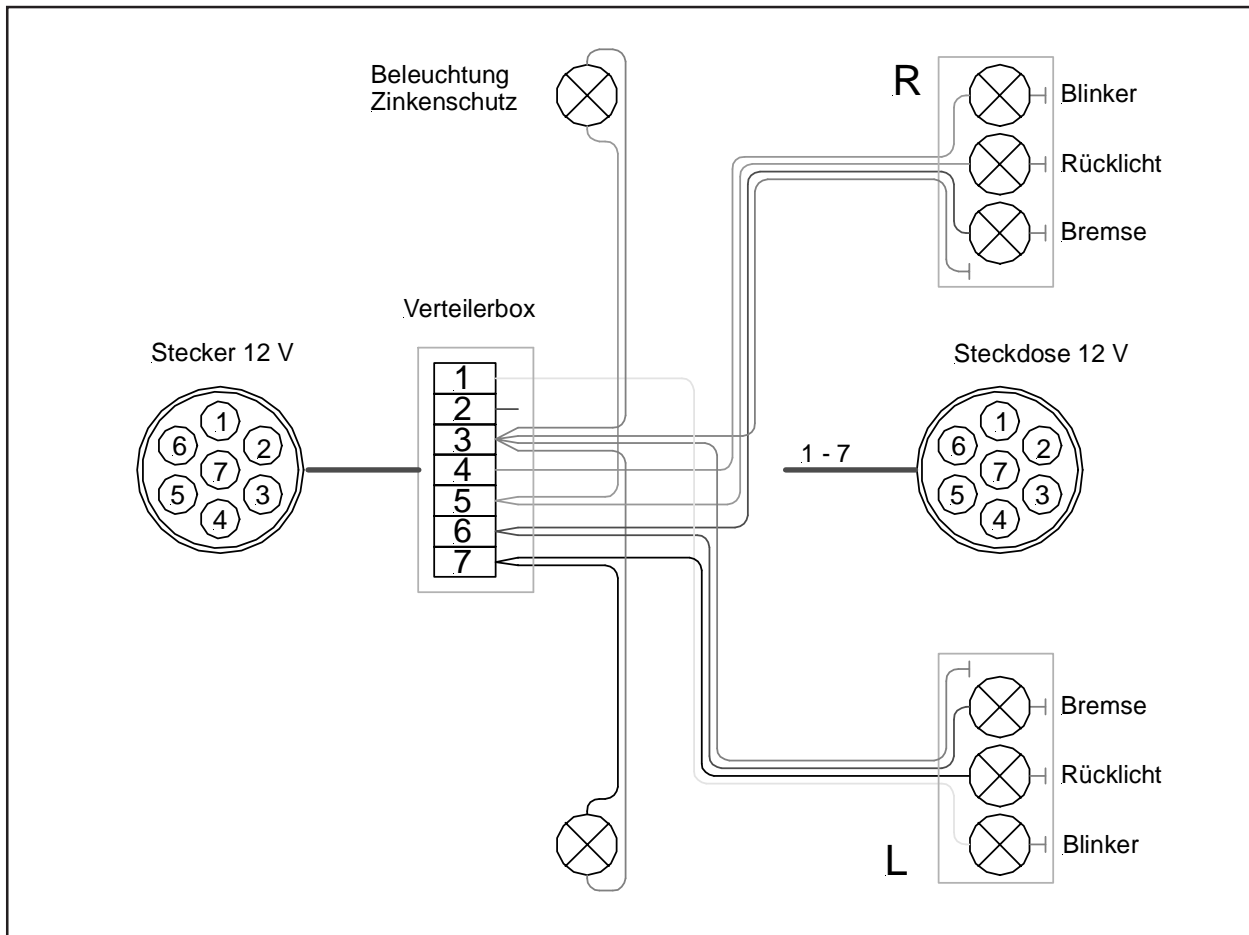 Beleuchtung
Zinkenschutz
R
Blinker
Rücklicht
Bremse
Verteilerbox
Stecker 12 V
Steckdose 12 V
1
2
3
4
5
6
7
1
2
3
4
5
6
7
1 - 7
1
2
3
4
5
6
7
Bremse
Rücklicht
Blinker
L